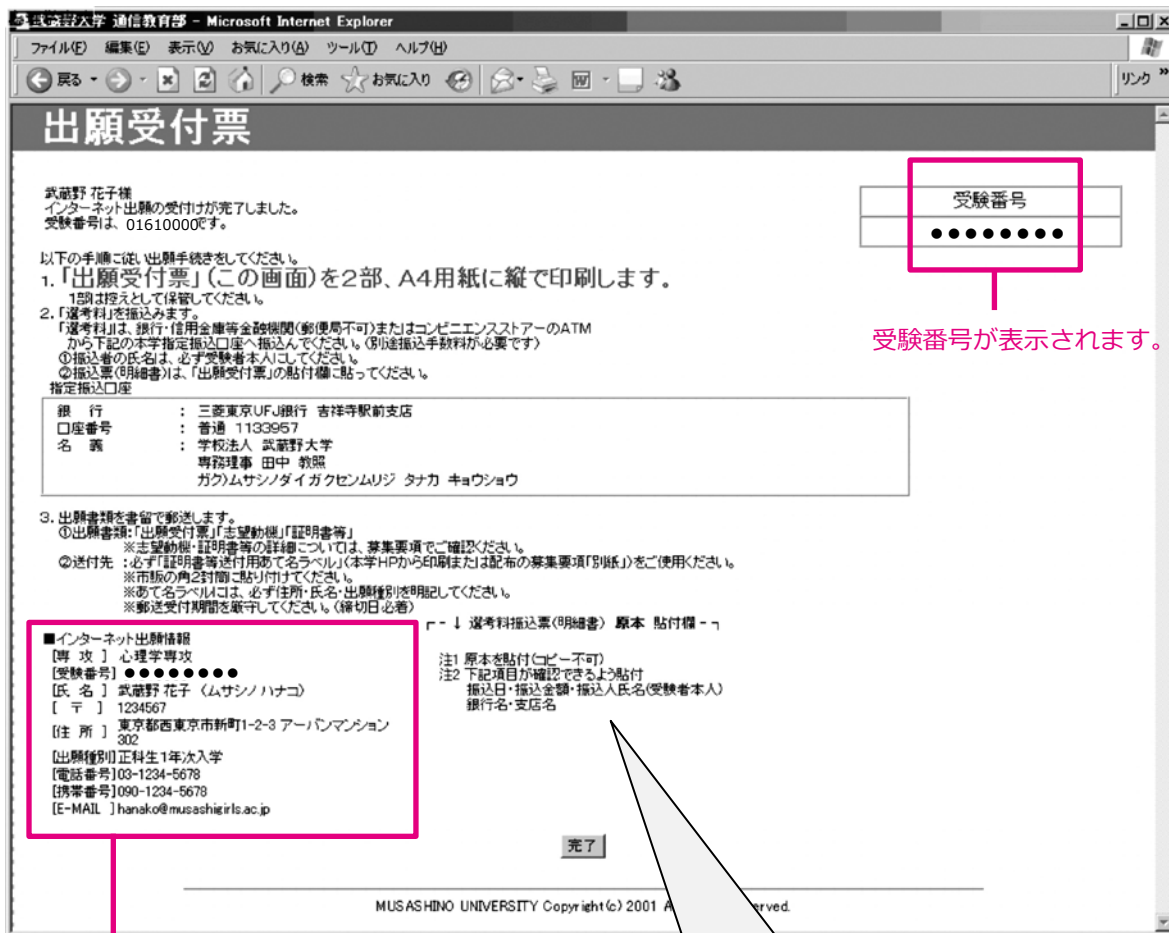 武蔵野大学 通信教育部 - Microsoft Internet Explorer
ファイル(F) 編集(E) 表示(V) お気に入り(A) ツール(T) ヘルプ(H)
戻る 検索 お気に入り リンク »
出願受付票
武蔵野 花子様
インターネット出願の受付けが完了しました。
受験番号は、01610000です。
受験番号
●●●●●●●●
受験番号が表示されます。
以下の手順に従い出願手続きをしてください。
1.「出願受付票」(この画面)を2部、A4用紙に縦で印刷します。
1部は控えとして保管してください。
2.「選考料」を振込みます。
「選考料」は、銀行・信用金庫等金融機関(郵便局不可)またはコンビニエンスストアーのATM
から下記の本学指定振込口座へ振込んでください。(別途振込手数料が必要です)
①振込者の氏名は、必ず受験者本人にしてください。
②振込票(明細書)は、「出願受付票」の貼付欄に貼ってください。
指定振込口座
銀 行 : 三菱東京UFJ銀行 吉祥寺駅前支店
口座番号 : 普通 1133957
名 義 : 学校法人 武蔵野大学
専務理事 田中 教照
ガク)ムサシノダイガクセンムリジ タナカ キョウショウ
3. 出願書類を書留で郵送します。
①出願書類:「出願受付票」「志望動機」「証明書等」
※志望動機・証明書等の詳細については、募集要項でご確認ください。
②送付先 :必ず「証明書等送付用あて名ラベル」(本学HPから印刷または配布の募集要項「別紙」)をご使用ください。
※市販の角2封筒に貼り付けてください。
※あて名ラベルには、必ず住所・氏名・出願種別を明記してください。
※郵送受付期間を厳守してください。(締切日必着)
■インターネット出願情報
[専 攻 ] 心理学専攻
[受験番号] ●●●●●●●●
[氏 名 ] 武蔵野 花子 (ムサシノ ハナコ)
[ 〒 ] 1234567
[住 所 ] 東京都西東京市新町1-2-3 アーバンマンション
302
[出願種別] 正科生1年次入学
[電話番号] 03-1234-5678
[携帯番号] 090-1234-5678
[E-MAIL ] hanako@musashigirls.ac.jp
┌ - ↓ 選考料振込票(明細書) 原本 貼付欄 - ┐
注1 原本を貼付(コピー不可)
注2 下記項目が確認できるよう貼付
振込日・振込金額・振込人氏名(受験者本人)
銀行名・支店名
完了
MUSASHINO UNIVERSITY Copyright(c) 2001 A erved.